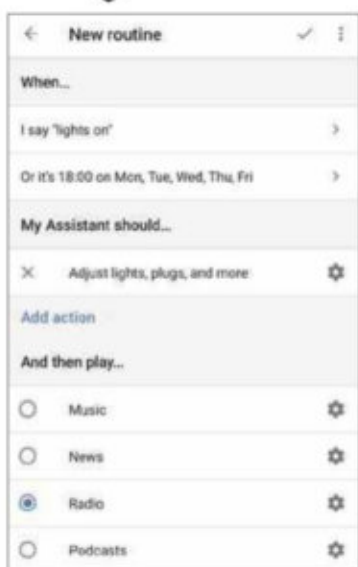 New routine
When...
I say "lights on"
Or it's 18:00 on Mon, Tue, Wed, Thu, Fri
My Assistant should...
Adjust lights, plugs, and more
Add action
And then play...
Music
News
Radio
Podcasts